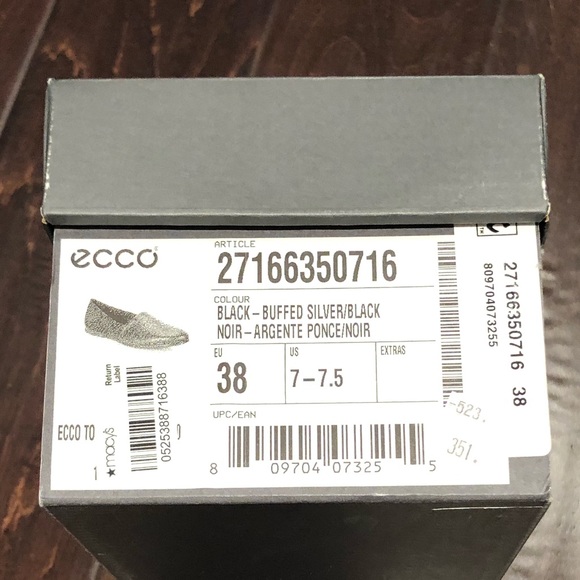 ecco
ARTICLE
27166350716
COLOUR
BLACK-BUFFED SILVER/BLACK
NOIR-ARGENTE PONCE/NOIR
EU
38
US
7-7.5
EXTRAS
UPC/EAN
8 09704 07325 5
ECCO TO
1
★macy's
Return
Label
0525388716388
27166350716 38
809704073255
-523.
351.